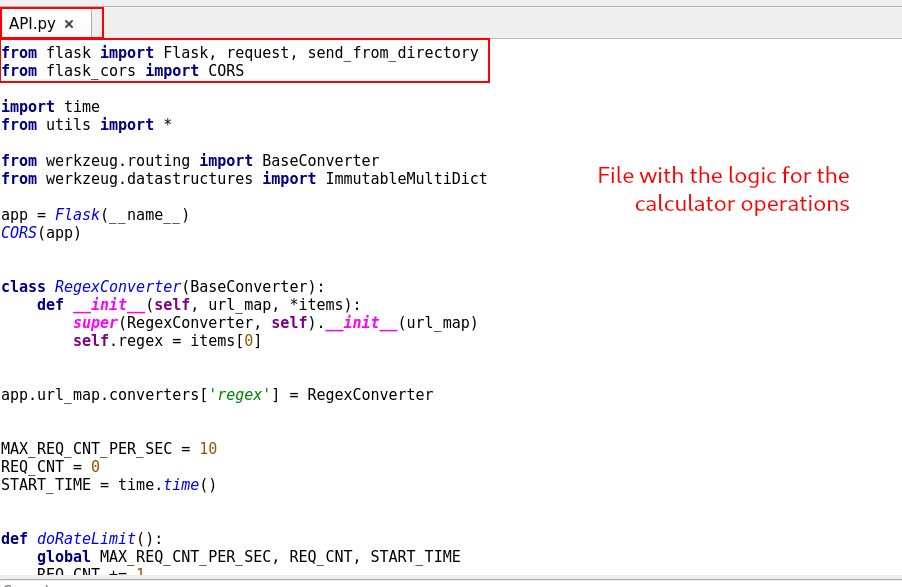 API.py ×
from flask import Flask, request, send_from_directory
from flask_cors import CORS
import time
from utils import *
from werkzeug.routing import BaseConverter
from werkzeug.datastructures import ImmutableMultiDict
File with the logic for the
calculator operations
app = Flask(__name__)
CORS(app)
class RegexConverter(BaseConverter):
    def __init__(self, url_map, *items):
        super(RegexConverter, self).__init__(url_map)
        self.regex = items[0]
app.url_map.converters['regex'] = RegexConverter
MAX_REQ_CNT_PER_SEC = 10
REQ_CNT = 0
START_TIME = time.time()
def doRateLimit():
    global MAX_REQ_CNT_PER_SEC, REQ_CNT, START_TIME
    REQ_CNT += 1